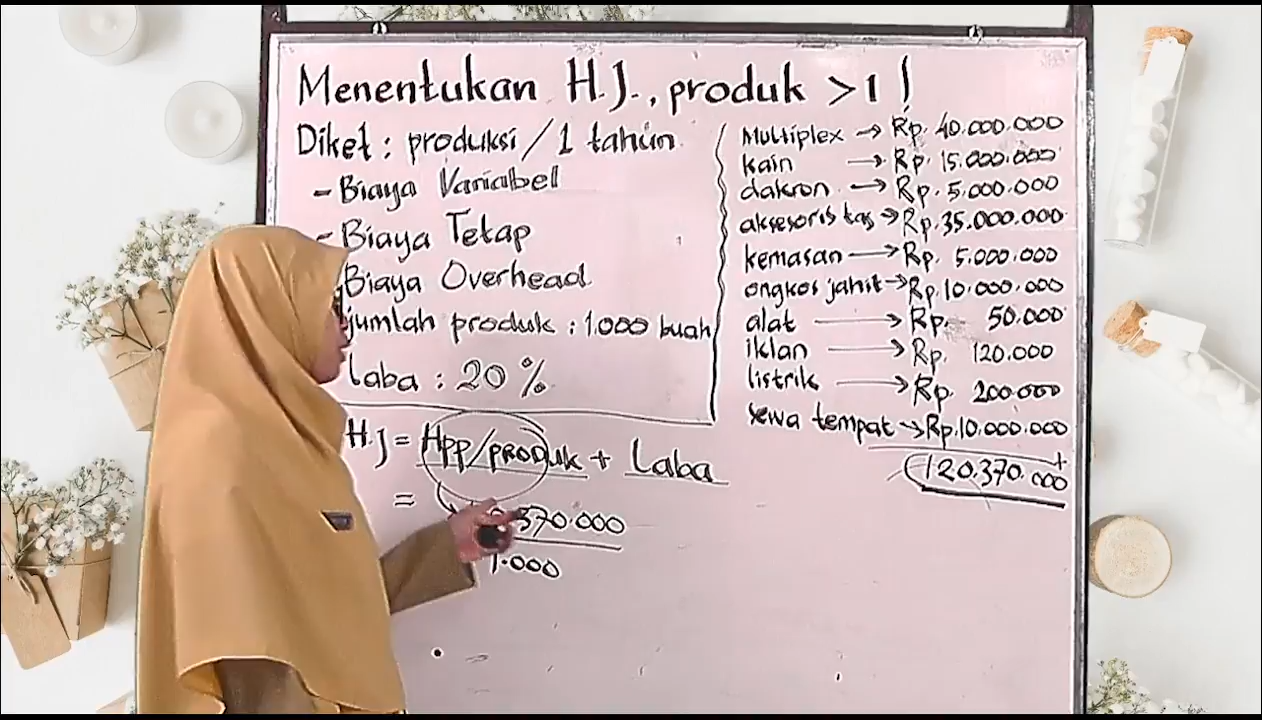 Menentukan H.J., produk > 1 !
Diket : produksi / 1 tahun
- Biaya Variabel
- Biaya Tetap
Biaya Overhead
jumlah produk : 1.000 buah
laba : 20 %
HJ = Hpp/produk + Laba
= 370.000
1.000
Multiplex → Rp. 40.000.000
kain → Rp. 15.000.000
dakron → Rp. 5.000.000
aksesoris tas → Rp. 35.000.000
kemasan → Rp. 5.000.000
ongkos jahit → Rp. 10.000.000
alat → Rp. 50.000
iklan → Rp. 120.000
listrik → Rp. 200.000
sewa tempat → Rp. 10.000.000
+
120.370.000